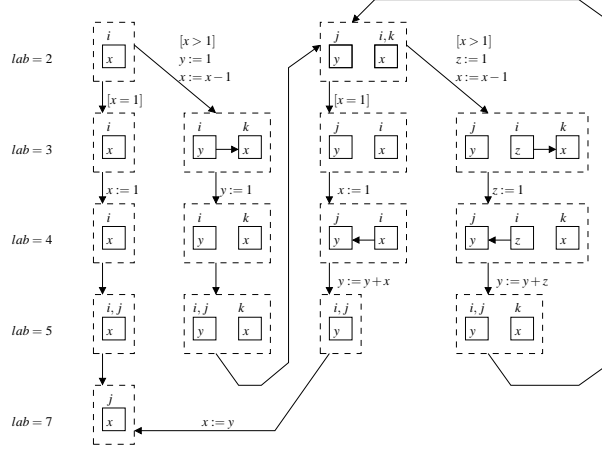 lab = 2
i
x
[x > 1]
y := 1
x := x − 1
j i, k
y x
[x > 1]
z := 1
x := x − 1
[x = 1]
[x = 1]
lab = 3
i
x
i k
y x
j i
y x
j i k
y z x
x := 1
y := 1
x := 1
z := 1
lab = 4
i
x
i k
y x
j i
y x
j i k
y z x
y := y + x
y := y + z
lab = 5
i, j
x
i, j k
y x
i, j
y
i, j k
y x
lab = 7
j
x
x := y